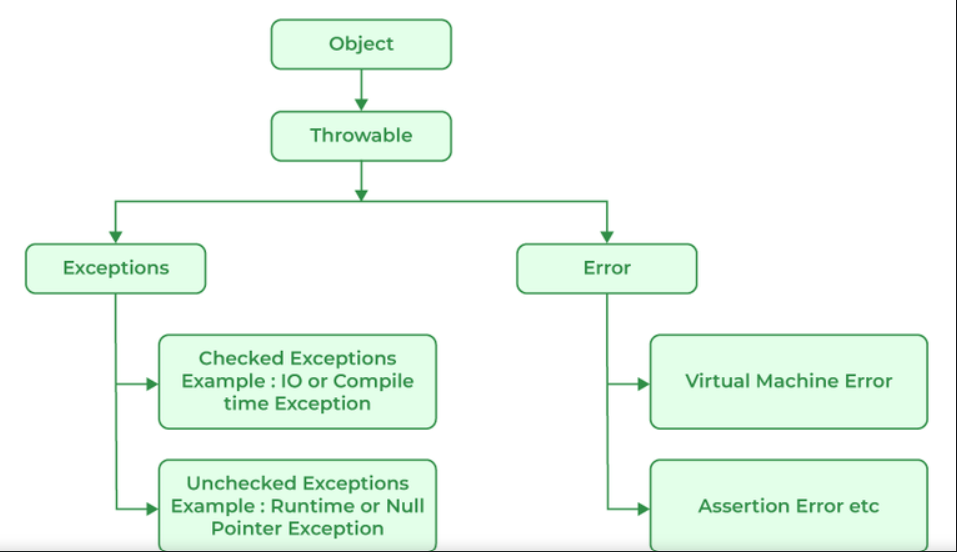 Object
Throwable
Exceptions
Error
Checked Exceptions
Example : IO or Compile
time Exception
Virtual Machine Error
Unchecked Exceptions
Example : Runtime or Null
Pointer Exception
Assertion Error etc